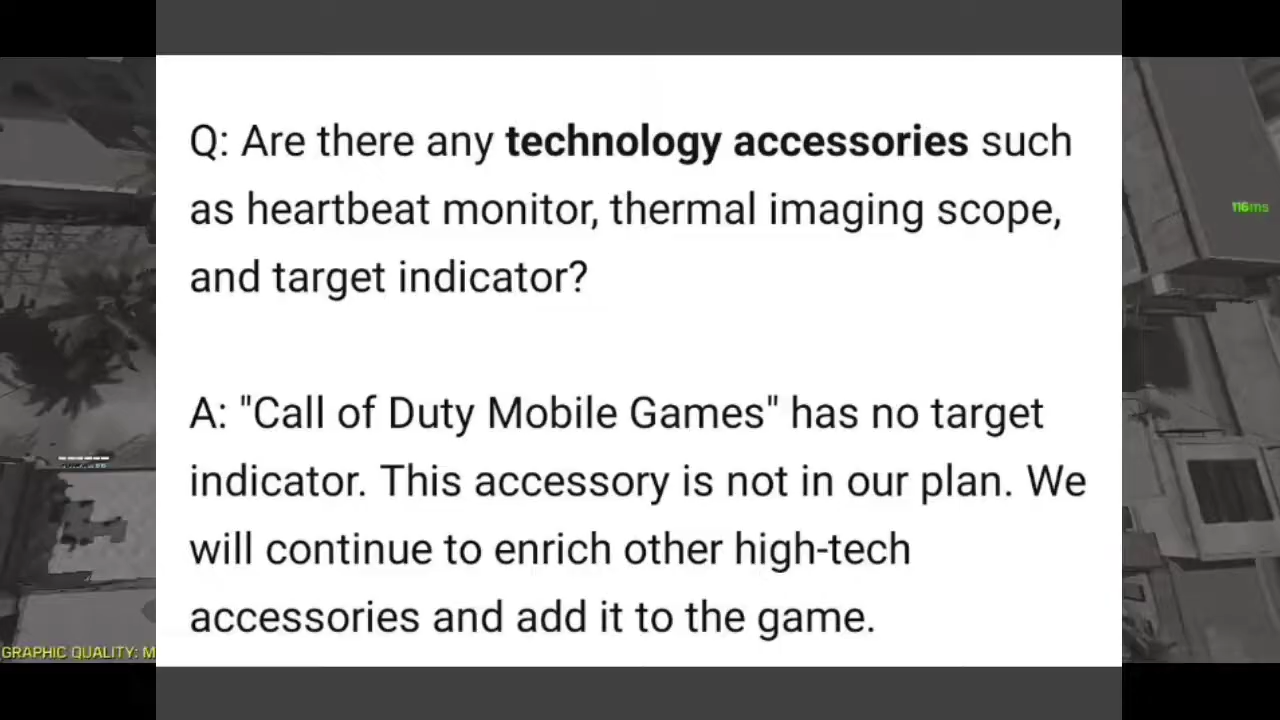 Q: Are there any technology accessories such
as heartbeat monitor, thermal imaging scope,
and target indicator?
A: "Call of Duty Mobile Games" has no target
indicator. This accessory is not in our plan. We
will continue to enrich other high-tech
accessories and add it to the game.
116ms
GRAPHIC QUALITY: M